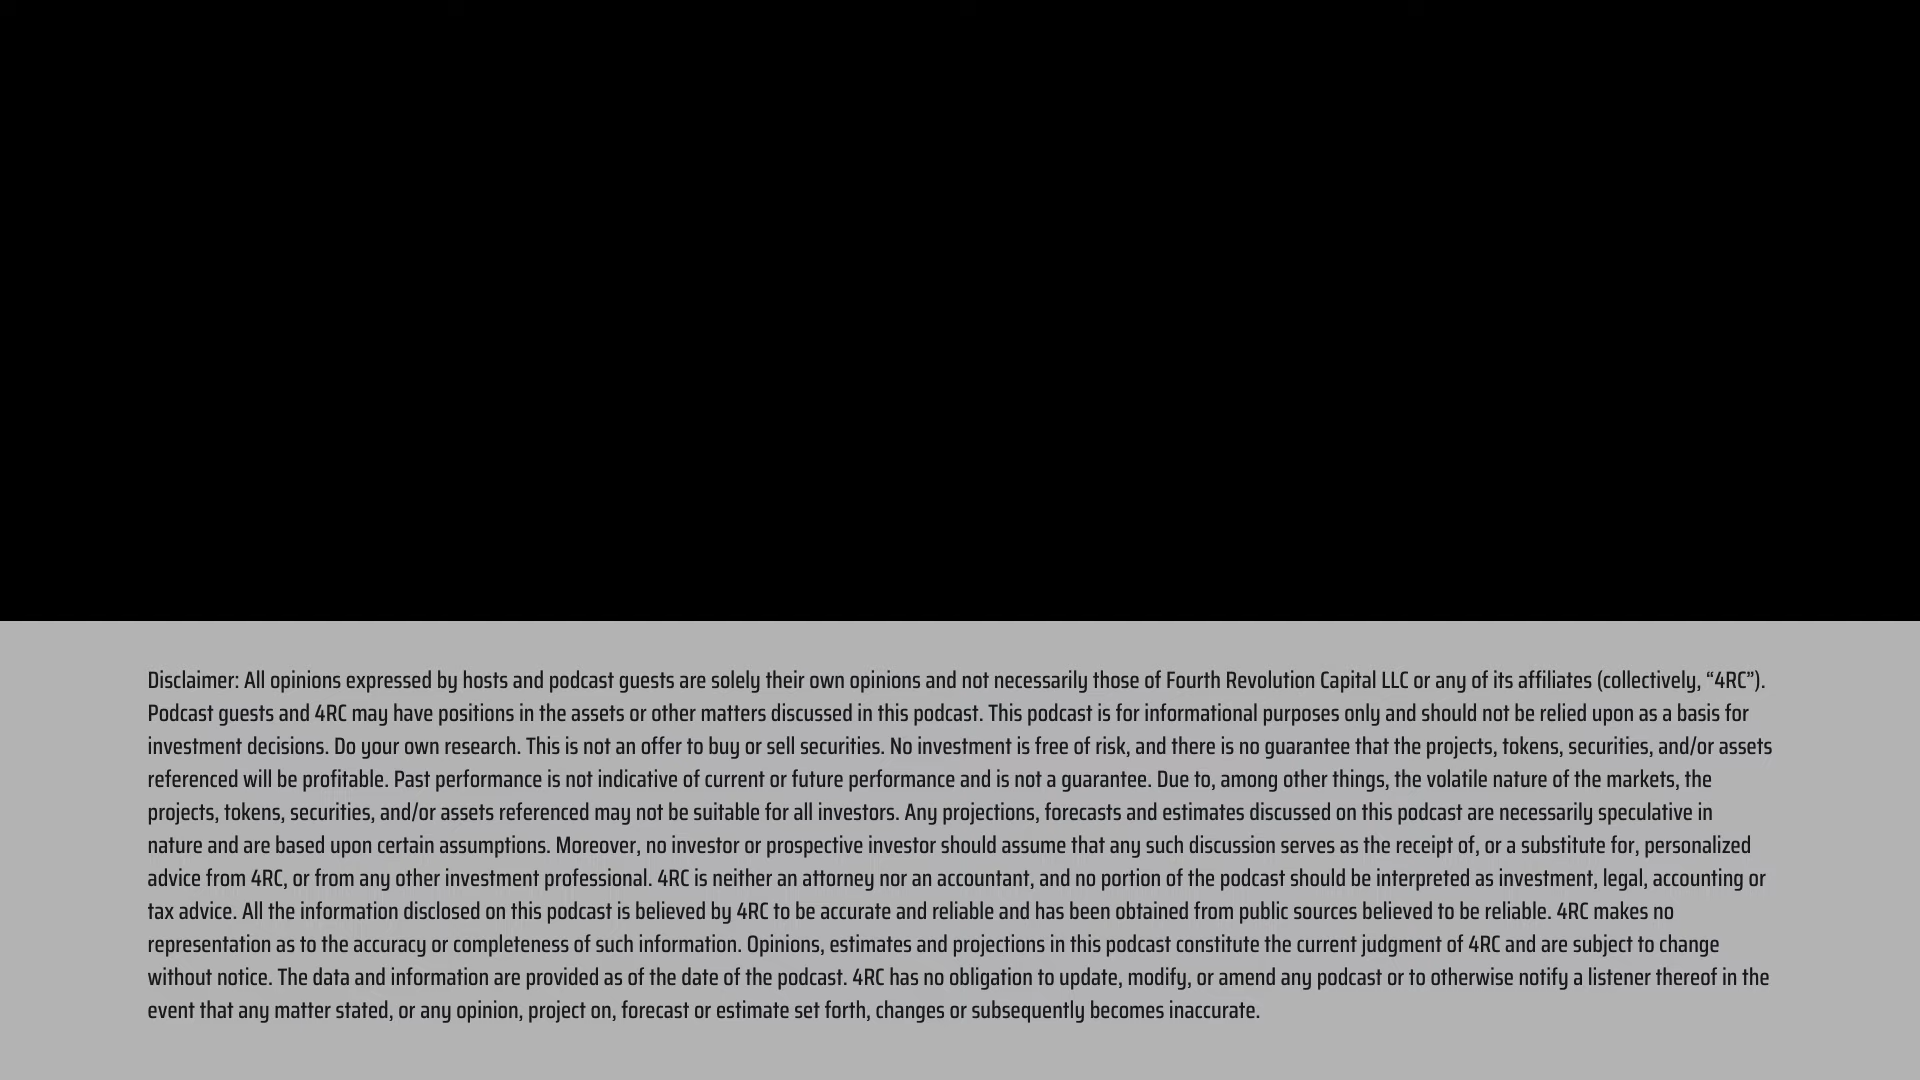 Disclaimer: All opinions expressed by hosts and podcast guests are solely their own opinions and not necessarily those of Fourth Revolution Capital LLC or any of its affiliates (collectively, “4RC”).
Podcast guests and 4RC may have positions in the assets or other matters discussed in this podcast. This podcast is for informational purposes only and should not be relied upon as a basis for
investment decisions. Do your own research. This is not an offer to buy or sell securities. No investment is free of risk, and there is no guarantee that the projects, tokens, securities, and/or assets
referenced will be profitable. Past performance is not indicative of current or future performance and is not a guarantee. Due to, among other things, the volatile nature of the markets, the
projects, tokens, securities, and/or assets referenced may not be suitable for all investors. Any projections, forecasts and estimates discussed on this podcast are necessarily speculative in
nature and are based upon certain assumptions. Moreover, no investor or prospective investor should assume that any such discussion serves as the receipt of, or a substitute for, personalized
advice from 4RC, or from any other investment professional. 4RC is neither an attorney nor an accountant, and no portion of the podcast should be interpreted as investment, legal, accounting or
tax advice. All the information disclosed on this podcast is believed by 4RC to be accurate and reliable and has been obtained from public sources believed to be reliable. 4RC makes no
representation as to the accuracy or completeness of such information. Opinions, estimates and projections in this podcast constitute the current judgment of 4RC and are subject to change
without notice. The data and information are provided as of the date of the podcast. 4RC has no obligation to update, modify, or amend any podcast or to otherwise notify a listener thereof in the
event that any matter stated, or any opinion, project on, forecast or estimate set forth, changes or subsequently becomes inaccurate.